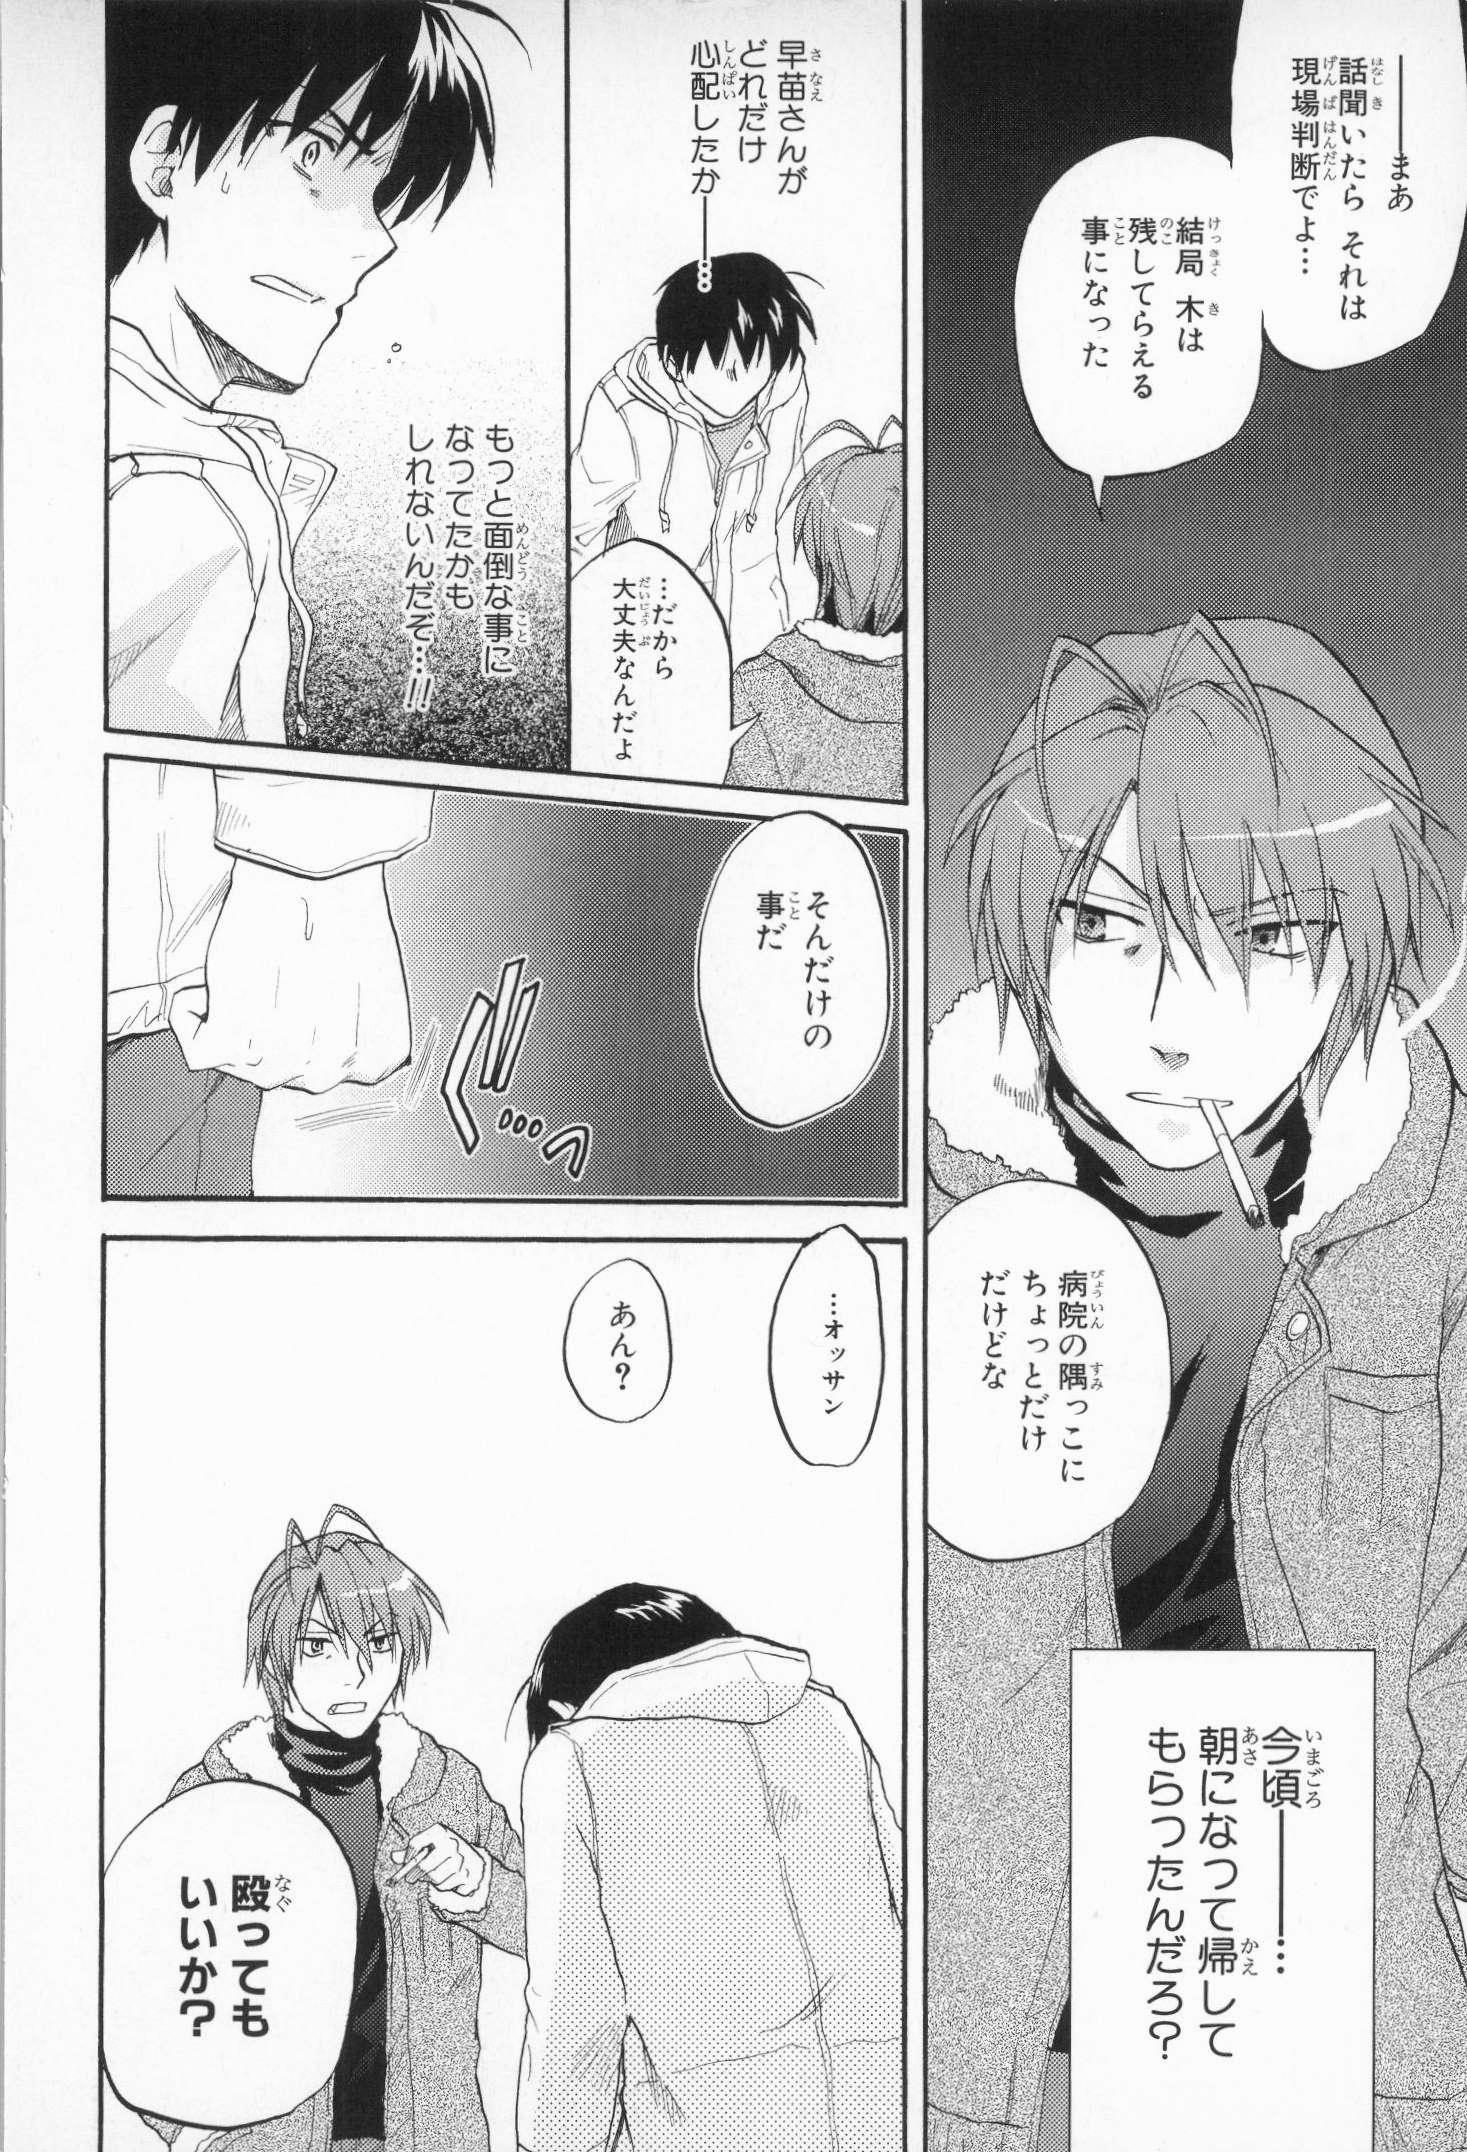 ――まあ
話聞いたら それは
現場判断でよ…
結局 木は
残してらえる
事になった
病院の隅っこに
ちょっとだけ
だけどな
今頃――…
朝になって帰して
もらったんだろ?
早苗さんが
どれだけ
心配したか――…
…だから
大丈夫なんだよ
もっと面倒な事に
なってたかも
しれないんだぞ…!!
そんだけの
事だ
グッ…
…オッサン
あん?
殴っても
いいか?